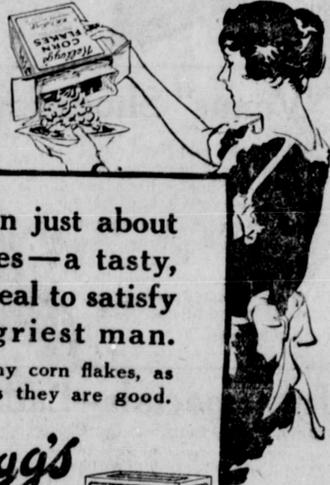 Kellogg's
CORN
FLAKES
n just about
es—a tasty,
eal to satisfy
griest man.
ny corn flakes, as
s they are good.
gg's